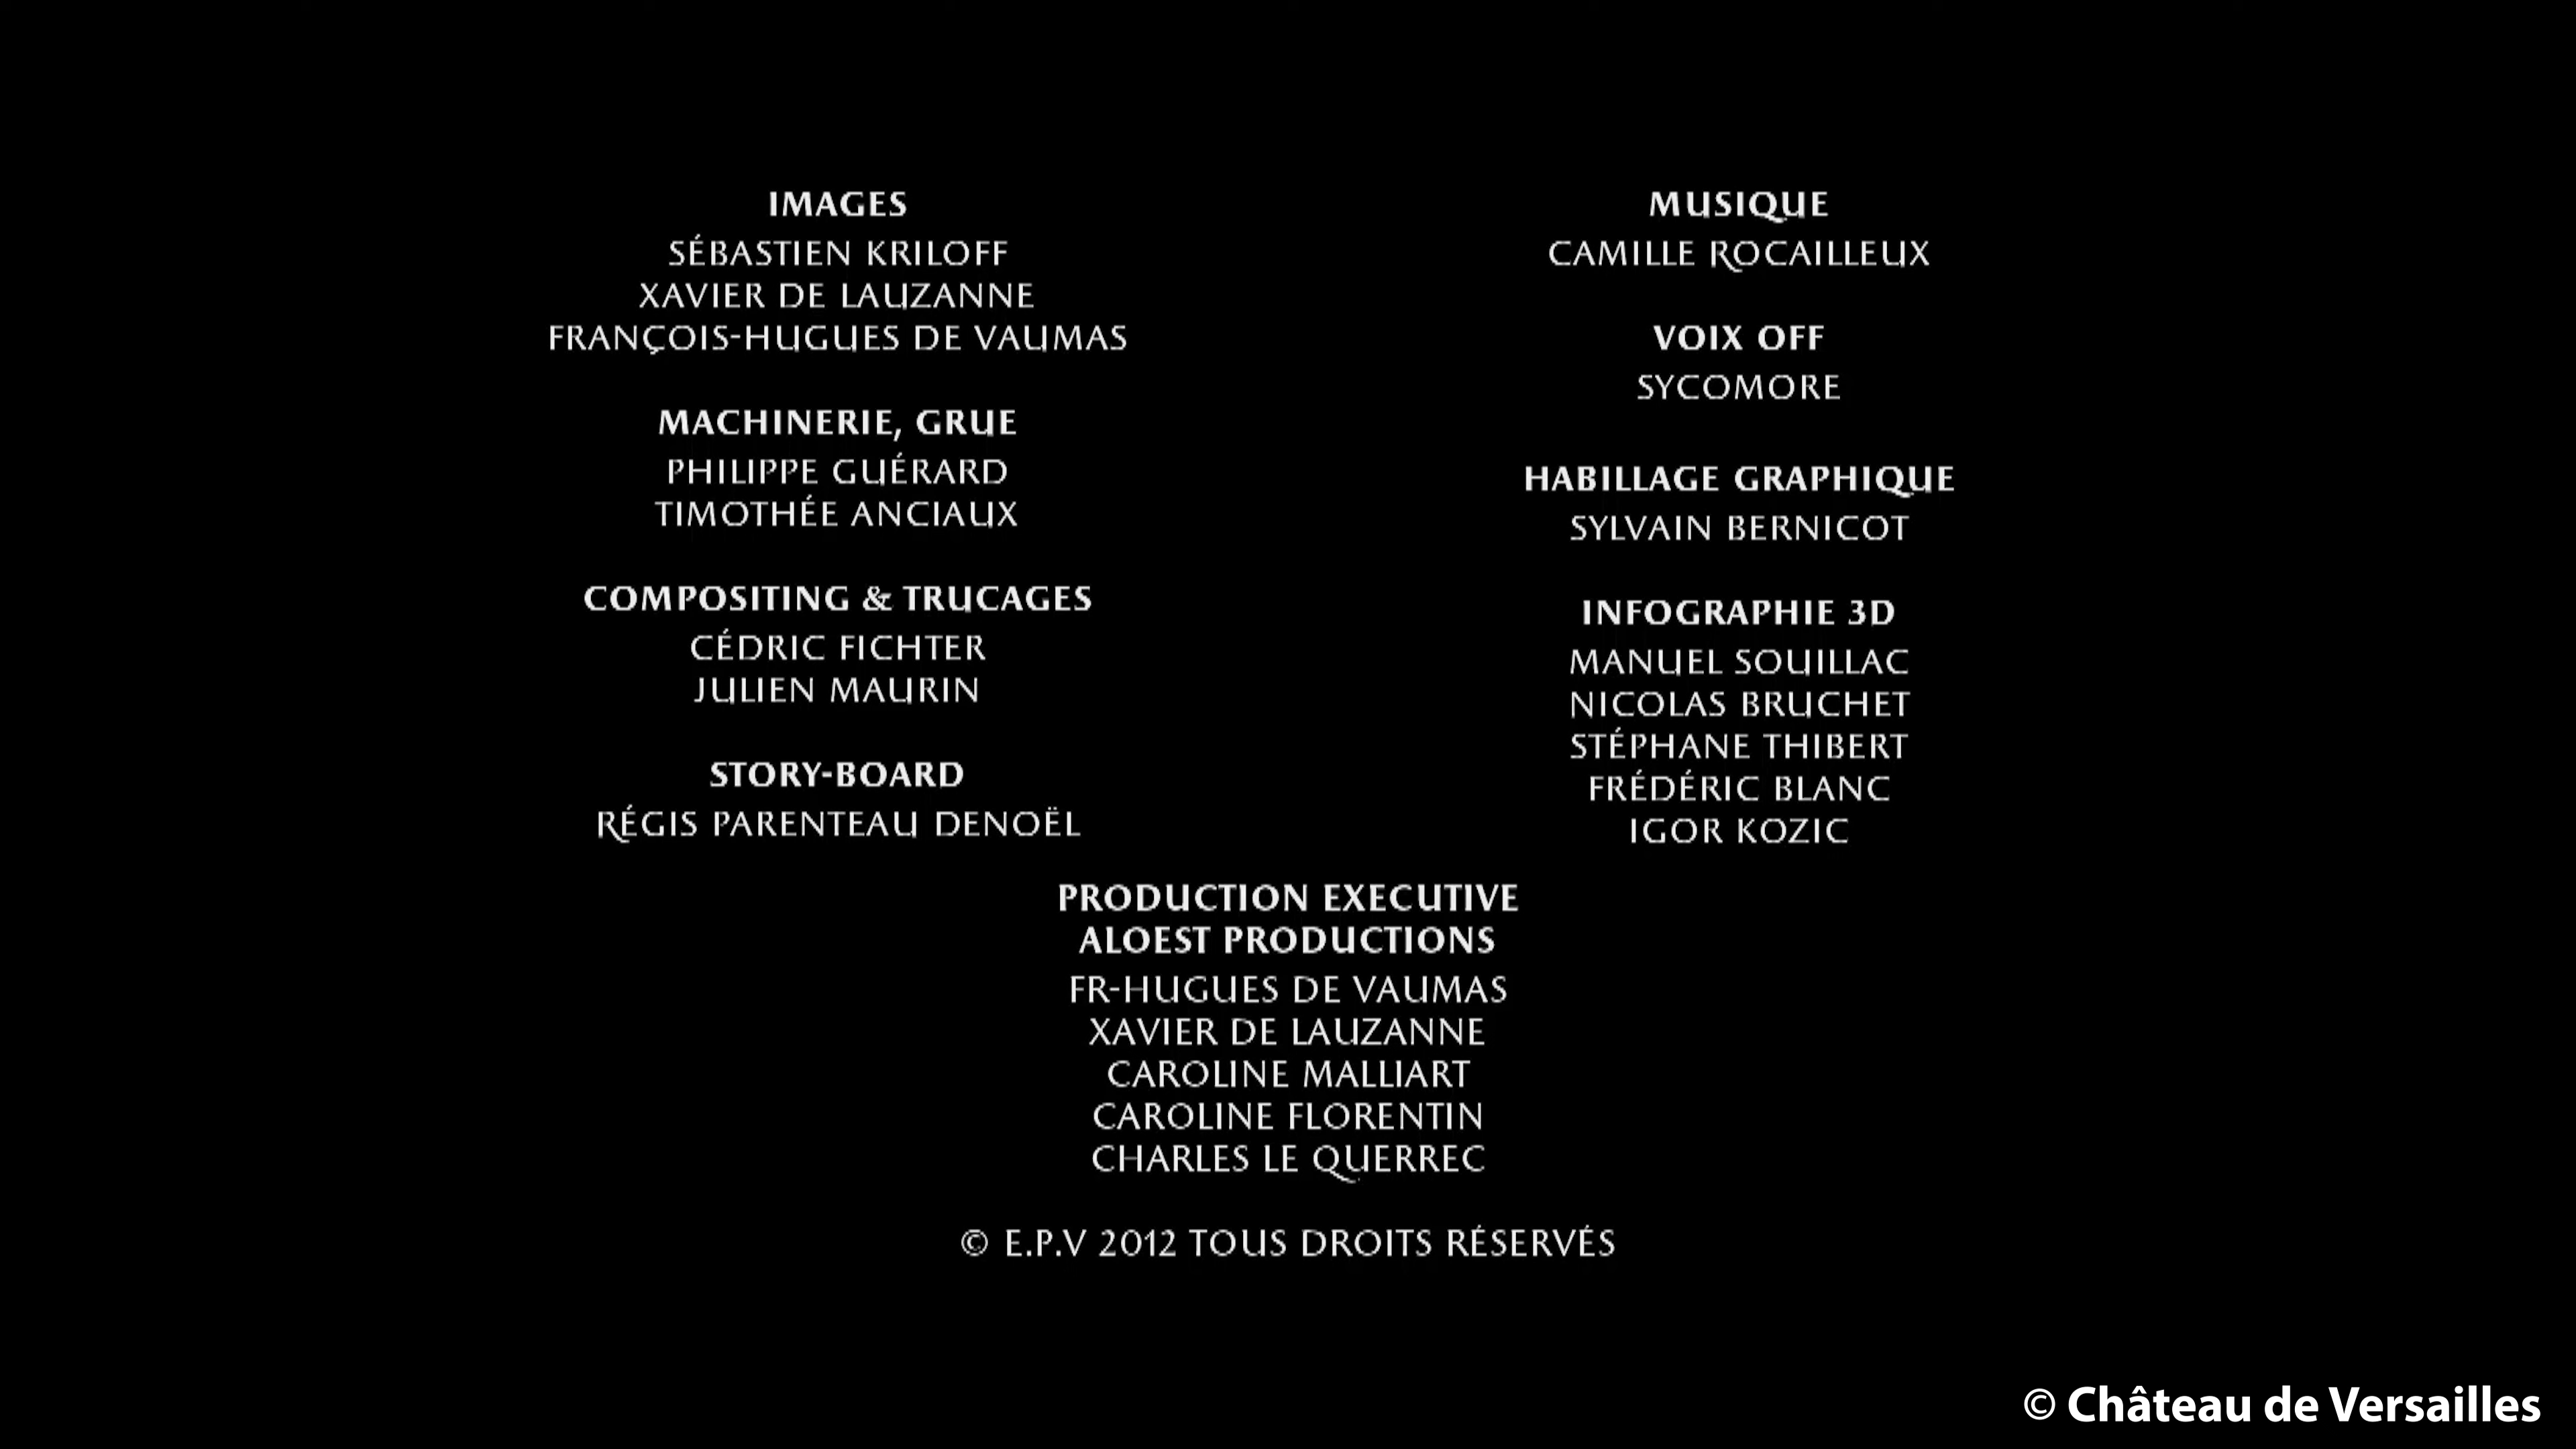 IMAGES
SÉBASTIEN KRILOFF
XAVIER DE LAUZANNE
FRANÇOIS-HUGUES DE VAUMAS
MACHINERIE, GRUE
PHILIPPE GUÉRARD
TIMOTHÉE ANCIAUX
COMPOSITING & TRUCAGES
CÉDRIC FICHTER
JULIEN MAURIN
STORY-BOARD
RÉGIS PARENTEAU DENOËL
MUSIQUE
CAMILLE ROCAILLEUX
VOIX OFF
SYCOMORE
HABILLAGE GRAPHIQUE
SYLVAIN BERNICOT
INFOGRAPHIE 3D
MANUEL SOUILLAC
NICOLAS BRUCHET
STÉPHANE THIBERT
FRÉDÉRIC BLANC
IGOR KOZIC
PRODUCTION EXECUTIVE
ALOEST PRODUCTIONS
FR-HUGUES DE VAUMAS
XAVIER DE LAUZANNE
CAROLINE MALLIART
CAROLINE FLORENTIN
CHARLES LE QUERREC
© E.P.V 2012 TOUS DROITS RÉSERVÉS
© Château de Versailles